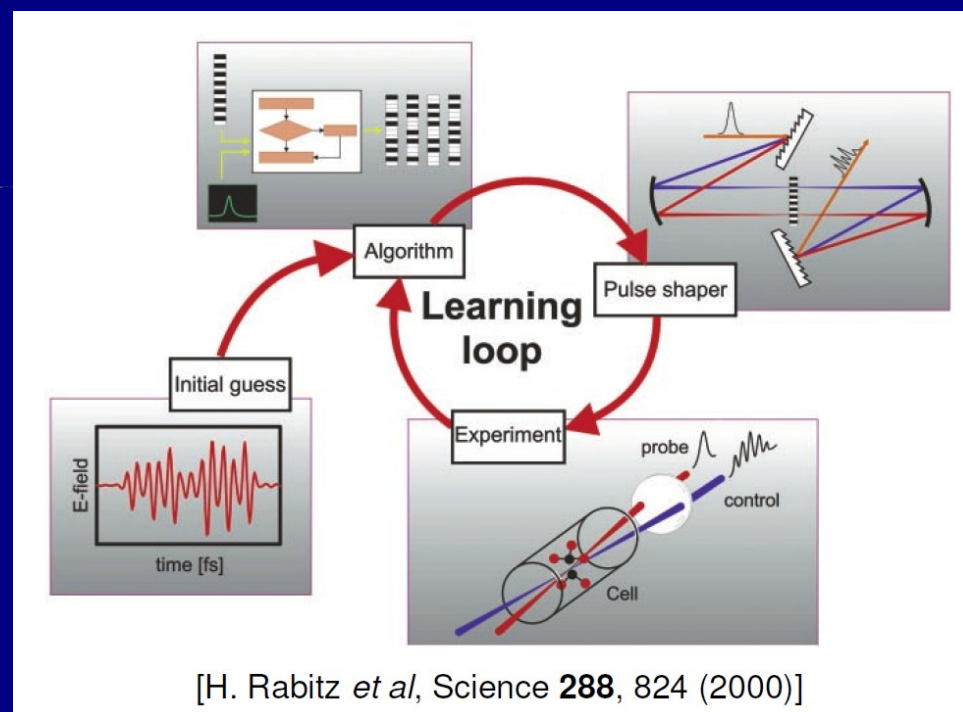 Algorithm
Pulse shaper
Learning
loop
Initial guess
E-field
time [fs]
Experiment
probe
control
Cell
[H. Rabitz et al, Science 288, 824 (2000)]